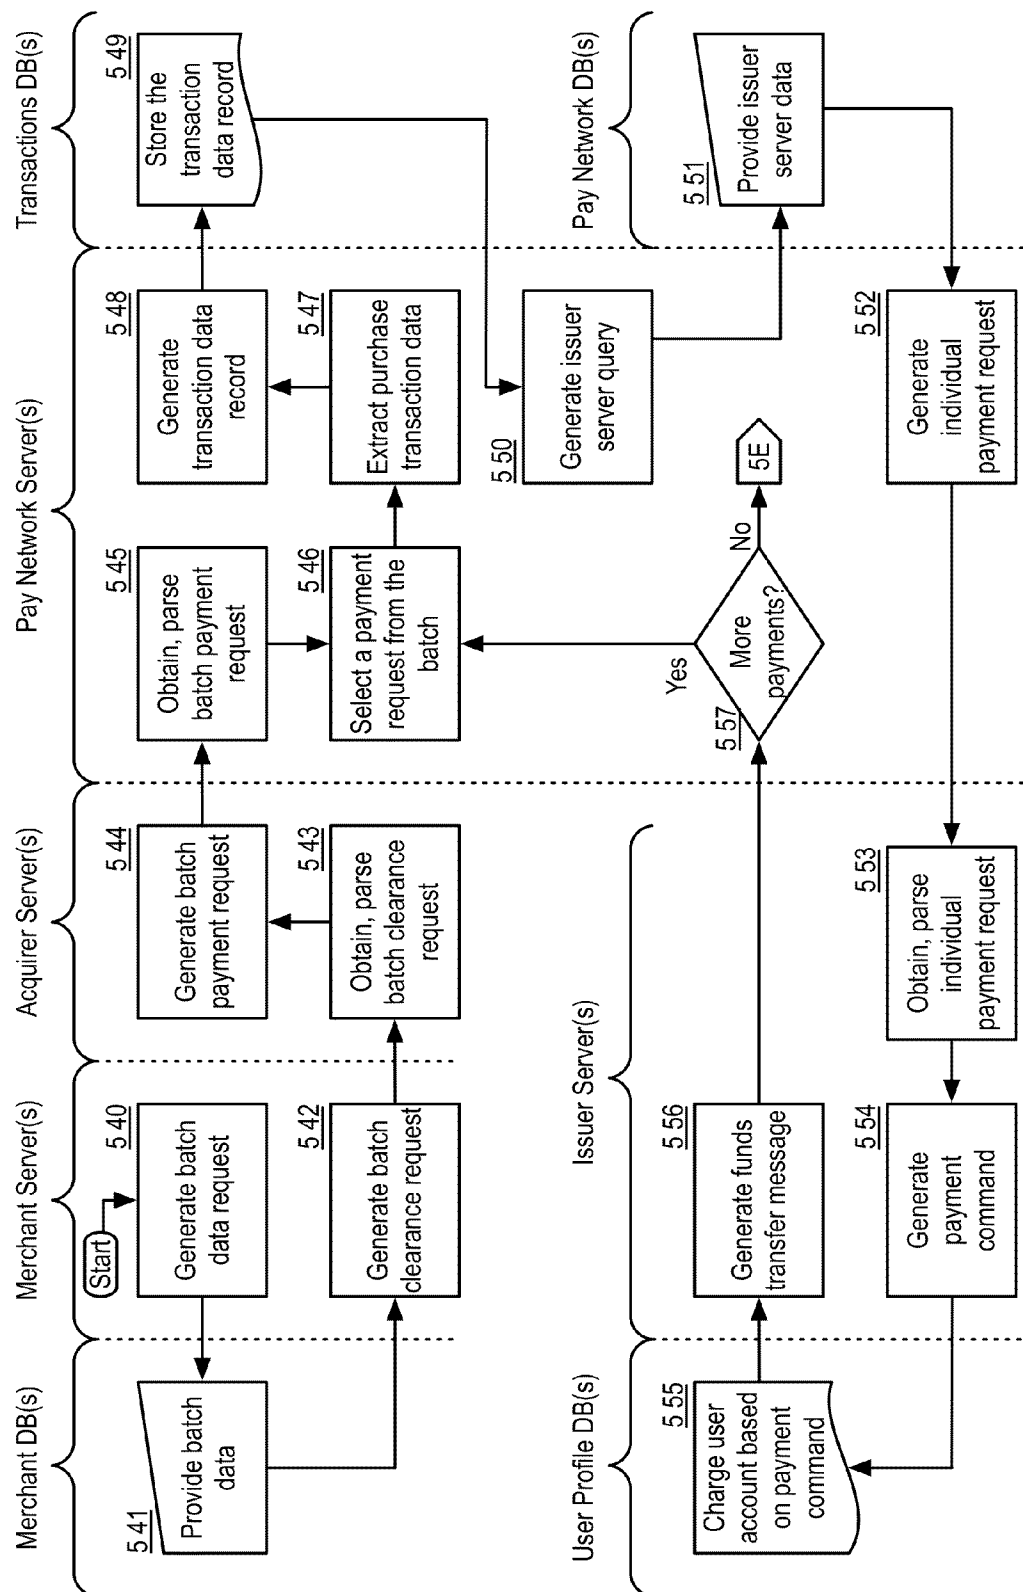 Merchant DB(s)
Merchant Server(s)
Acquirer Server(s)
Pay Network Server(s)
Transactions DB(s)
Start
5 40
Generate batch
data request
5 41
Provide batch
data
5 42
Generate batch
clearance request
5 43
Obtain, parse
batch clearance
request
5 44
Generate batch
payment request
5 45
Obtain, parse
batch payment
request
5 46
Select a payment
request from the
batch
5 47
Extract purchase
transaction data
5 48
Generate
transaction data
record
5 49
Store the
transaction
data record
5 50
Generate issuer
server query
User Profile DB(s)
Issuer Server(s)
Pay Network DB(s)
5 51
Provide issuer
server data
5 52
Generate
individual
payment request
5 53
Obtain, parse
individual
payment request
5 54
Generate
payment
command
5 55
Charge user
account based
on payment
command
5 56
Generate funds
transfer message
5 57
More
payments?
Yes
No
5E